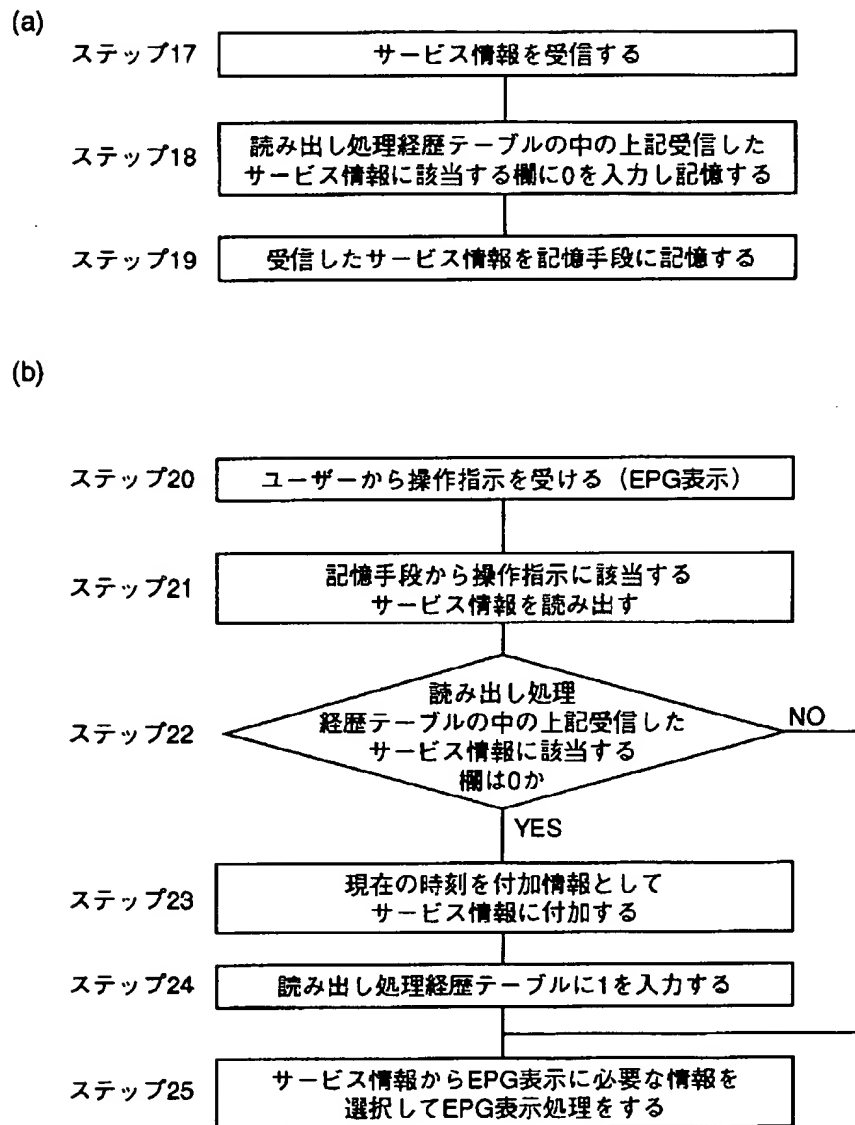 (a)
ステップ17
サービス情報を受信する
ステップ18
読み出し処理経歴テーブルの中の上記受信した
サービス情報に該当する欄に0を入力し記憶する
ステップ19
受信したサービス情報を記憶手段に記憶する
(b)
ステップ20
ユーザーから操作指示を受ける（EPG表示）
ステップ21
記憶手段から操作指示に該当する
サービス情報を読み出す
ステップ22
読み出し処理
経歴テーブルの中の上記受信した
サービス情報に該当する
欄は0か
NO
YES
ステップ23
現在の時刻を付加情報として
サービス情報に付加する
ステップ24
読み出し処理経歴テーブルに1を入力する
ステップ25
サービス情報からEPG表示に必要な情報を
選択してEPG表示処理をする